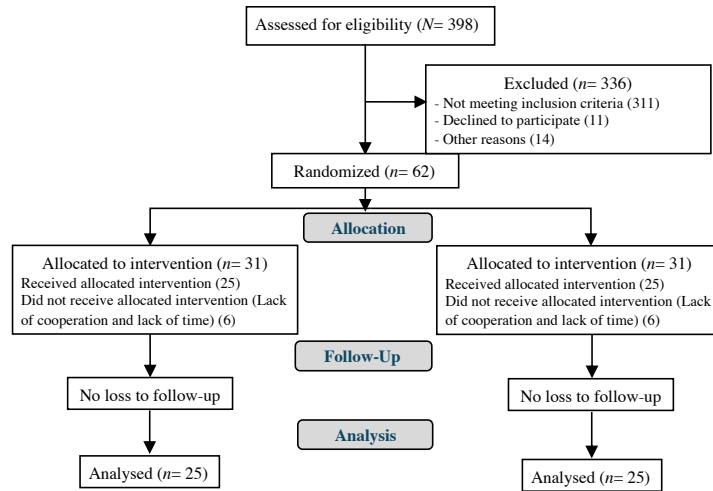 Assessed for eligibility (N= 398)
Excluded (n= 336)
- Not meeting inclusion criteria (311)
- Declined to participate (11)
- Other reasons (14)
Randomized (n= 62)
Allocation
Allocated to intervention (n= 31)
Received allocated intervention (25)
Did not receive allocated intervention (Lack
of cooperation and lack of time) (6)
Allocated to intervention (n= 31)
Received allocated intervention (25)
Did not receive allocated intervention (Lack
of cooperation and lack of time) (6)
Follow-Up
No loss to follow-up
No loss to follow-up
Analysis
Analysed (n= 25)
Analysed (n= 25)